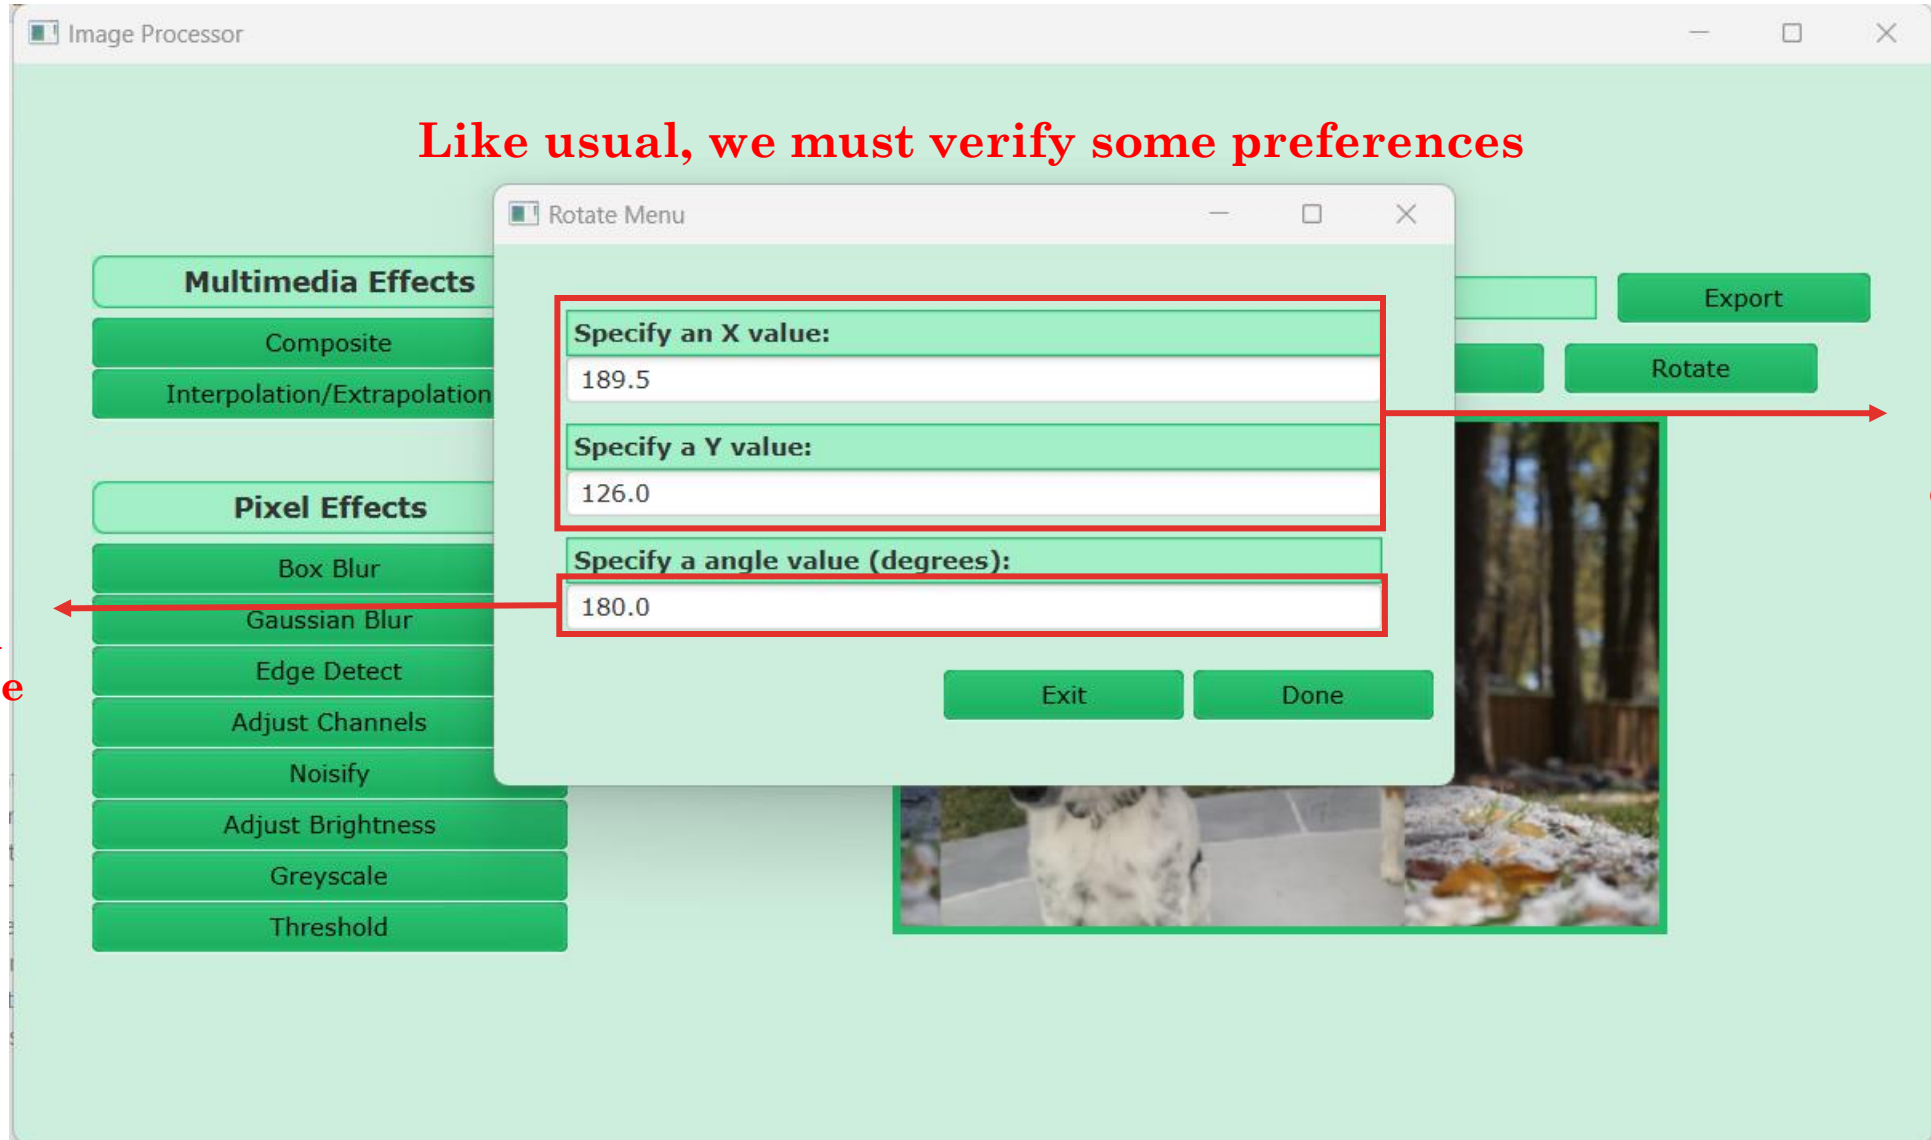 Image Processor
Like usual, we must verify some preferences
Rotate Menu
Multimedia Effects
Composite
Interpolation/Extrapolation
Pixel Effects
Box Blur
Gaussian Blur
Edge Detect
Adjust Channels
Noisify
Adjust Brightness
Greyscale
Threshold
Specify an X value:
189.5
Specify a Y value:
126.0
Specify a angle value (degrees):
180.0
Exit
Done
Export
Rotate